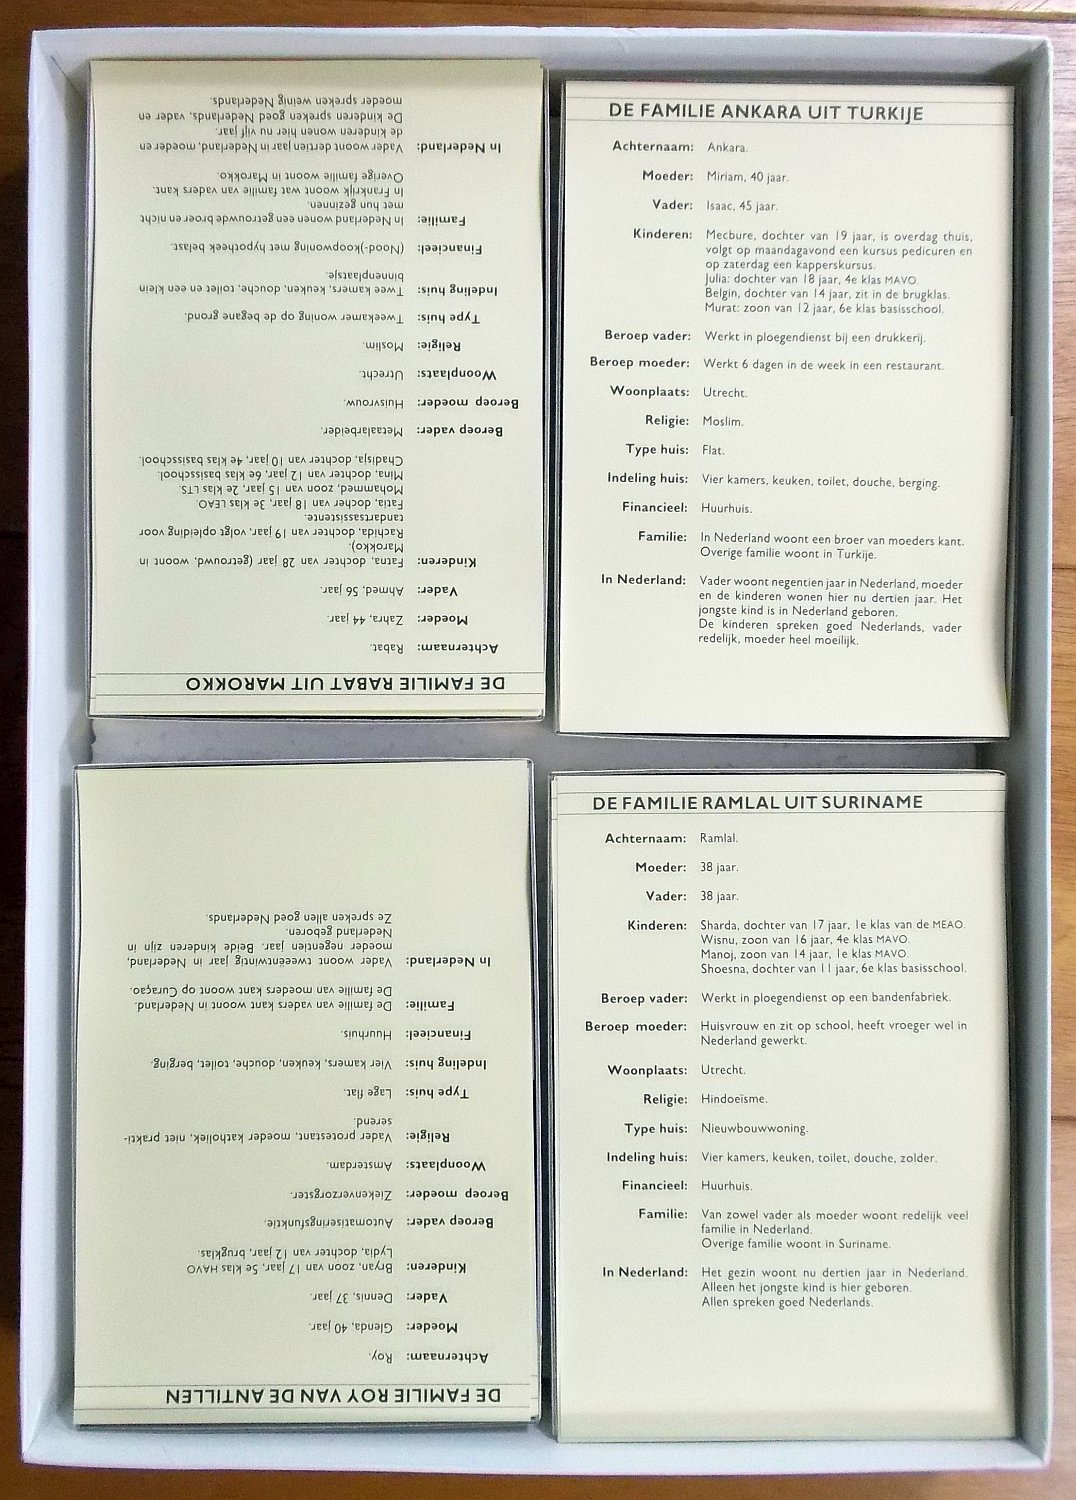 DE FAMILIE RABAT UIT MAROKKO
Achternaam: Rabat.
Moeder: Zahra, 44 jaar.
Vader: Ahmed, 56 jaar.
Kinderen: Fatna, dochter van 28 jaar (getrouwd, woont in
Marokko).
Rachida, dochter van 19 jaar, volgt opleiding voor
tandartsassistente.
Fatia, docher van 18 jaar, 3e klas LEAO.
Mohammed, zoon van 15 jaar, 2e klas LTS.
Mina, dochter van 12 jaar, 6e klas basisschool.
Chadisja, dochter van 10 jaar, 4e klas basisschool.
Beroep vader: Metaalarbeider.
Beroep moeder: Huisvrouw.
Woonplaats: Utrecht.
Religie: Moslim.
Type huis: Tweekamer woning op de begane grond.
Indeling huis: Twee kamers, keuken, douche, toilet en een klein
binnenplaatsje.
Financieel: (Nood-)koopwoning met hypotheek belast.
Familie: In Nederland wonen een getrouwde broer en nicht
met hun gezinnen.
In Frankrijk woont wat familie van vaders kant.
Overige familie woont in Marokko.
In Nederland: Vader woont dertien jaar in Nederland, moeder en
de kinderen wonen hier nu vijf jaar.
De kinderen spreken goed Nederlands, vader en
moeder spreken weinig Nederlands.
DE FAMILIE ANKARA UIT TURKIJE
Achternaam: Ankara.
Moeder: Miriam, 40 jaar.
Vader: Isaac, 45 jaar.
Kinderen: Mecbure, dochter van 19 jaar, is overdag thuis,
volgt op maandagavond een kursus pedicuren en
op zaterdag een kapperskursus.
Julia: dochter van 18 jaar, 4e klas MAVO.
Belgin, dochter van 14 jaar, zit in de brugklas.
Murat: zoon van 12 jaar, 6e klas basisschool.
Beroep vader: Werkt in ploegendienst bij een drukkerij.
Beroep moeder: Werkt 6 dagen in de week in een restaurant.
Woonplaats: Utrecht.
Religie: Moslim.
Type huis: Flat.
Indeling huis: Vier kamers, keuken, toilet, douche, berging.
Financieel: Huurhuis.
Familie: In Nederland woont een broer van moeders kant.
Overige familie woont in Turkije.
In Nederland: Vader woont negentien jaar in Nederland, moeder
en de kinderen wonen hier nu dertien jaar. Het
jongste kind is in Nederland geboren.
De kinderen spreken goed Nederlands, vader
redelijk, moeder heel moeilijk.
DE FAMILIE ROY VAN DE ANTILLEN
Achternaam: Roy.
Moeder: Glenda, 40 jaar.
Vader: Dennis, 37 jaar.
Kinderen: Bryan, zoon van 17 jaar, 5e klas HAVO
Lydia, dochter van 12 jaar, brugklas.
Beroep vader: Automatiseringsfunktie.
Beroep moeder: Ziekenverzorgster.
Woonplaats: Amsterdam.
Religie: Vader protestant, moeder katholiek, niet prakti-
serend.
Type huis: Lage flat.
Indeling huis: Vier kamers, keuken, douche, toilet, berging.
Financieel: Huurhuis.
Familie: De familie van vaders kant woont in Nederland.
De familie van moeders kant woont op Curaçao.
In Nederland: Vader woont tweeëntwintig jaar in Nederland,
moeder negentien jaar. Beide kinderen zijn in
Nederland geboren.
Ze spreken allen goed Nederlands.
DE FAMILIE RAMLAL UIT SURINAME
Achternaam: Ramlal.
Moeder: 38 jaar.
Vader: 38 jaar.
Kinderen: Sharda, dochter van 17 jaar, 1e klas van de MEAO.
Wisnu, zoon van 16 jaar, 4e klas MAVO.
Manoj, zoon van 14 jaar, 1e klas MAVO.
Shoesna, dochter van 11 jaar, 6e klas basisschool.
Beroep vader: Werkt in ploegendienst op een bandenfabriek.
Beroep moeder: Huisvrouw en zit op school, heeft vroeger wel in
Nederland gewerkt.
Woonplaats: Utrecht.
Religie: Hindoeïsme.
Type huis: Nieuwbouwwoning.
Indeling huis: Vier kamers, keuken, toilet, douche, zolder.
Financieel: Huurhuis.
Familie: Van zowel vader als moeder woont redelijk veel
familie in Nederland.
Overige familie woont in Suriname.
In Nederland: Het gezin woont nu dertien jaar in Nederland.
Alleen het jongste kind is hier geboren.
Allen spreken goed Nederlands.